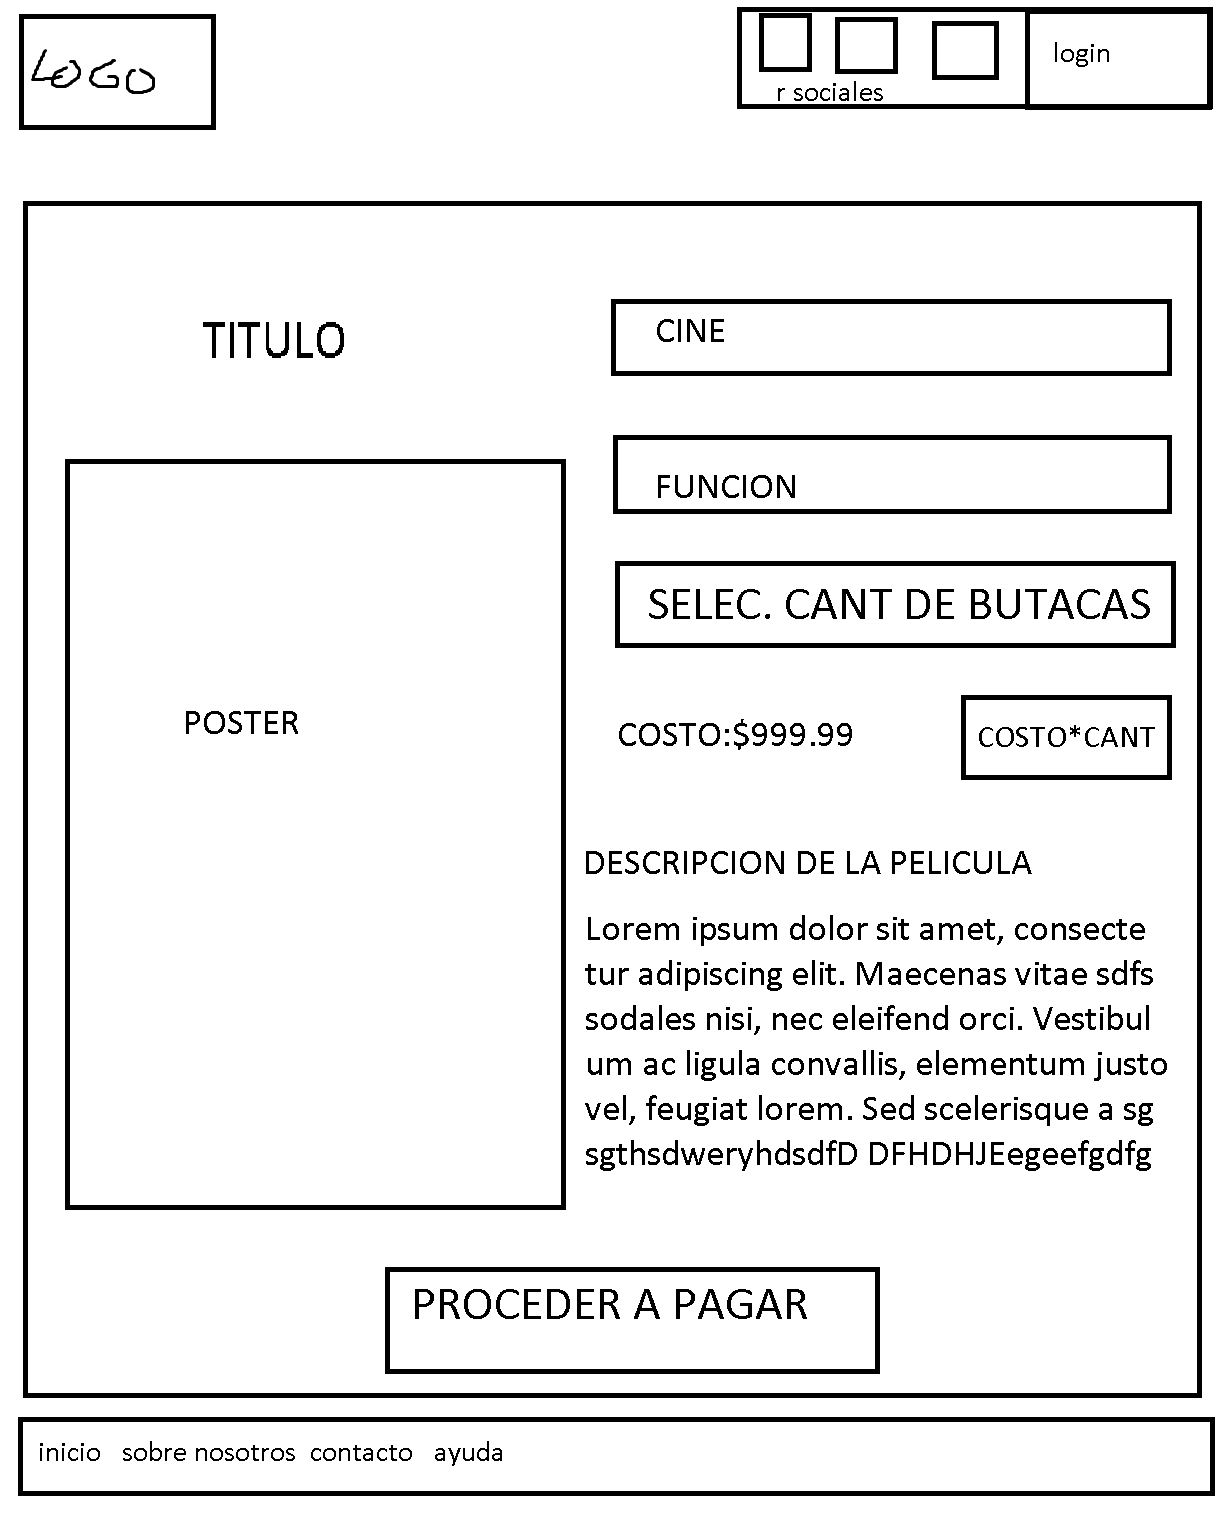 LOGO
r sociales
login
TITULO
CINE
FUNCION
SELEC. CANT DE BUTACAS
POSTER
COSTO:$999.99
COSTO*CANT
DESCRIPCION DE LA PELICULA
Lorem ipsum dolor sit amet, consecte
tur adipiscing elit. Maecenas vitae sdfs
sodales nisi, nec eleifend orci. Vestibul
um ac ligula convallis, elementum justo
vel, feugiat lorem. Sed scelerisque a sg
sgthsdweryhdsdfD DFHDHJEegeefgdfg
PROCEDER A PAGAR
inicio sobre nosotros contacto ayuda